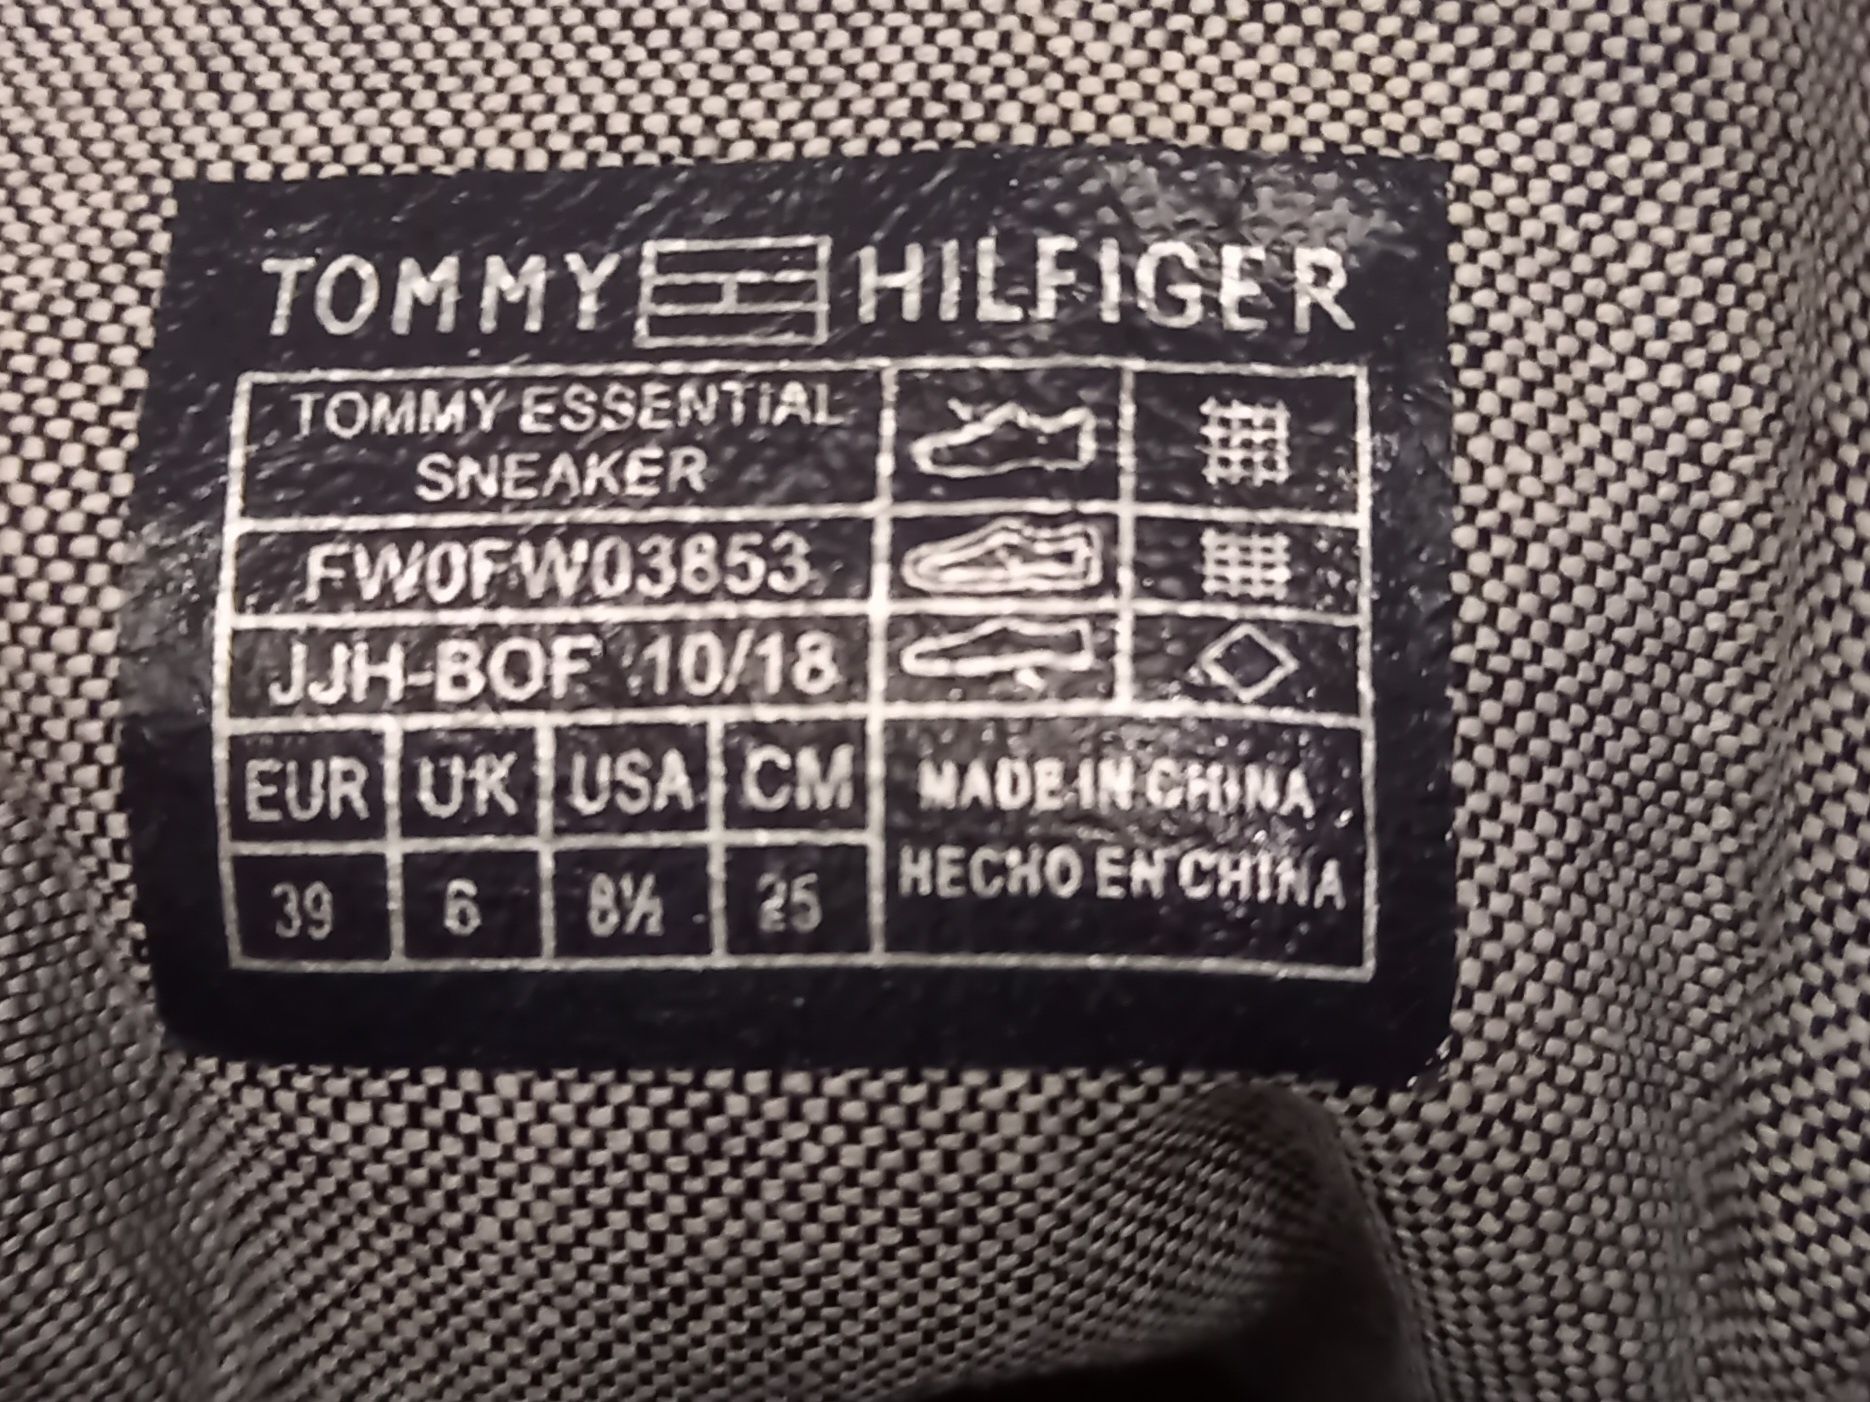 TOMMY HILFIGER
TOMMY ESSENTIAL
SNEAKER
FW0FW03853
JJH-BOF 10/18
EUR UK USA CM
39 6 8½ 25
MADE IN CHINA
HECHO EN CHINA